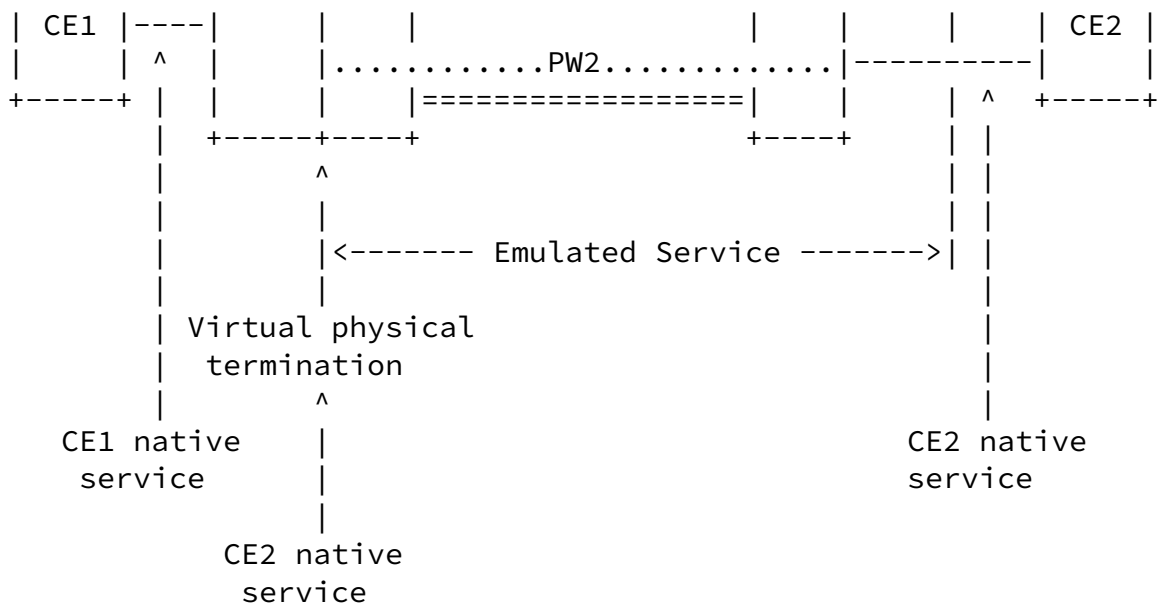 | CE1 |----|     |    |                  |    |     |    | CE2 |
|     | ^  |     |............PW2.............|----------|     |
+-----+ |  |     |    |==================|    |     | ^  +-----+
        |  +-----+----+                  +----+     | |
        |        ^                                  | |
        |        |                                  | |
        |        |<------- Emulated Service ------->| |
        |        |                                    |
        | Virtual physical                            |
        |  termination                                |
        |        ^                                    |
   CE1 native    |                                CE2 native
    service      |                                service
                 |
            CE2 native
             service